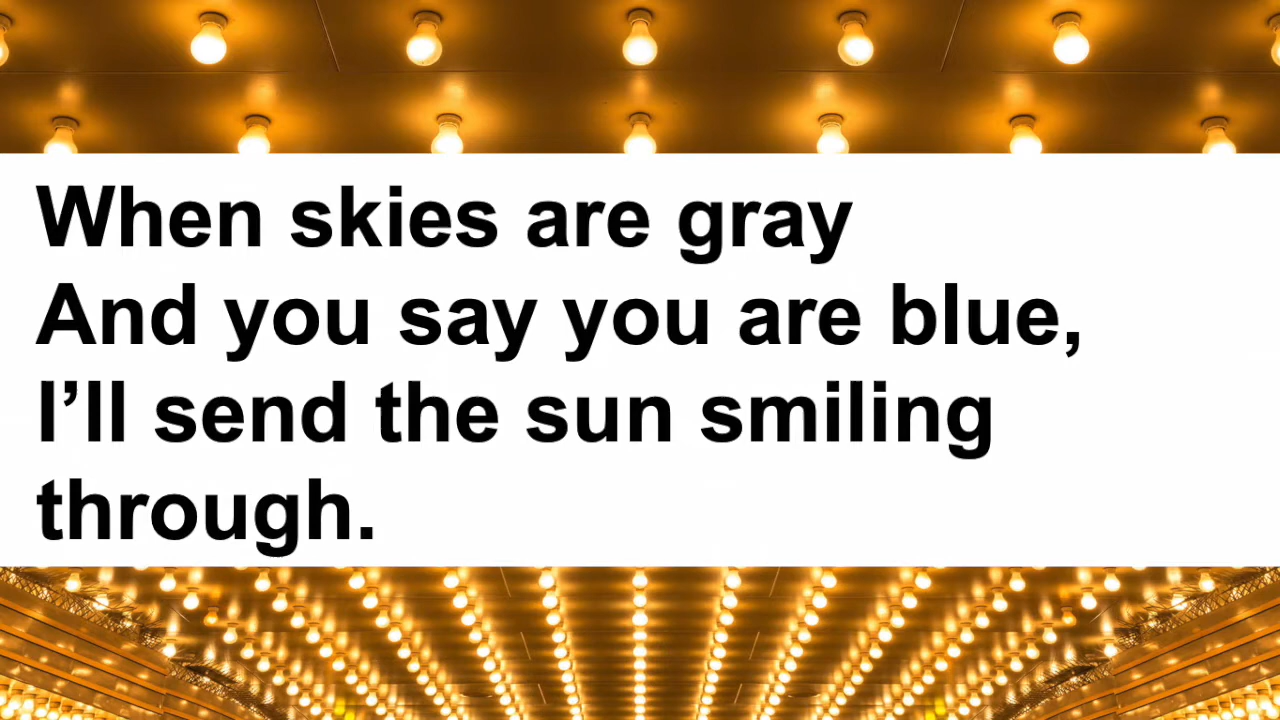 When skies are gray
And you say you are blue,
I’ll send the sun smiling
through.